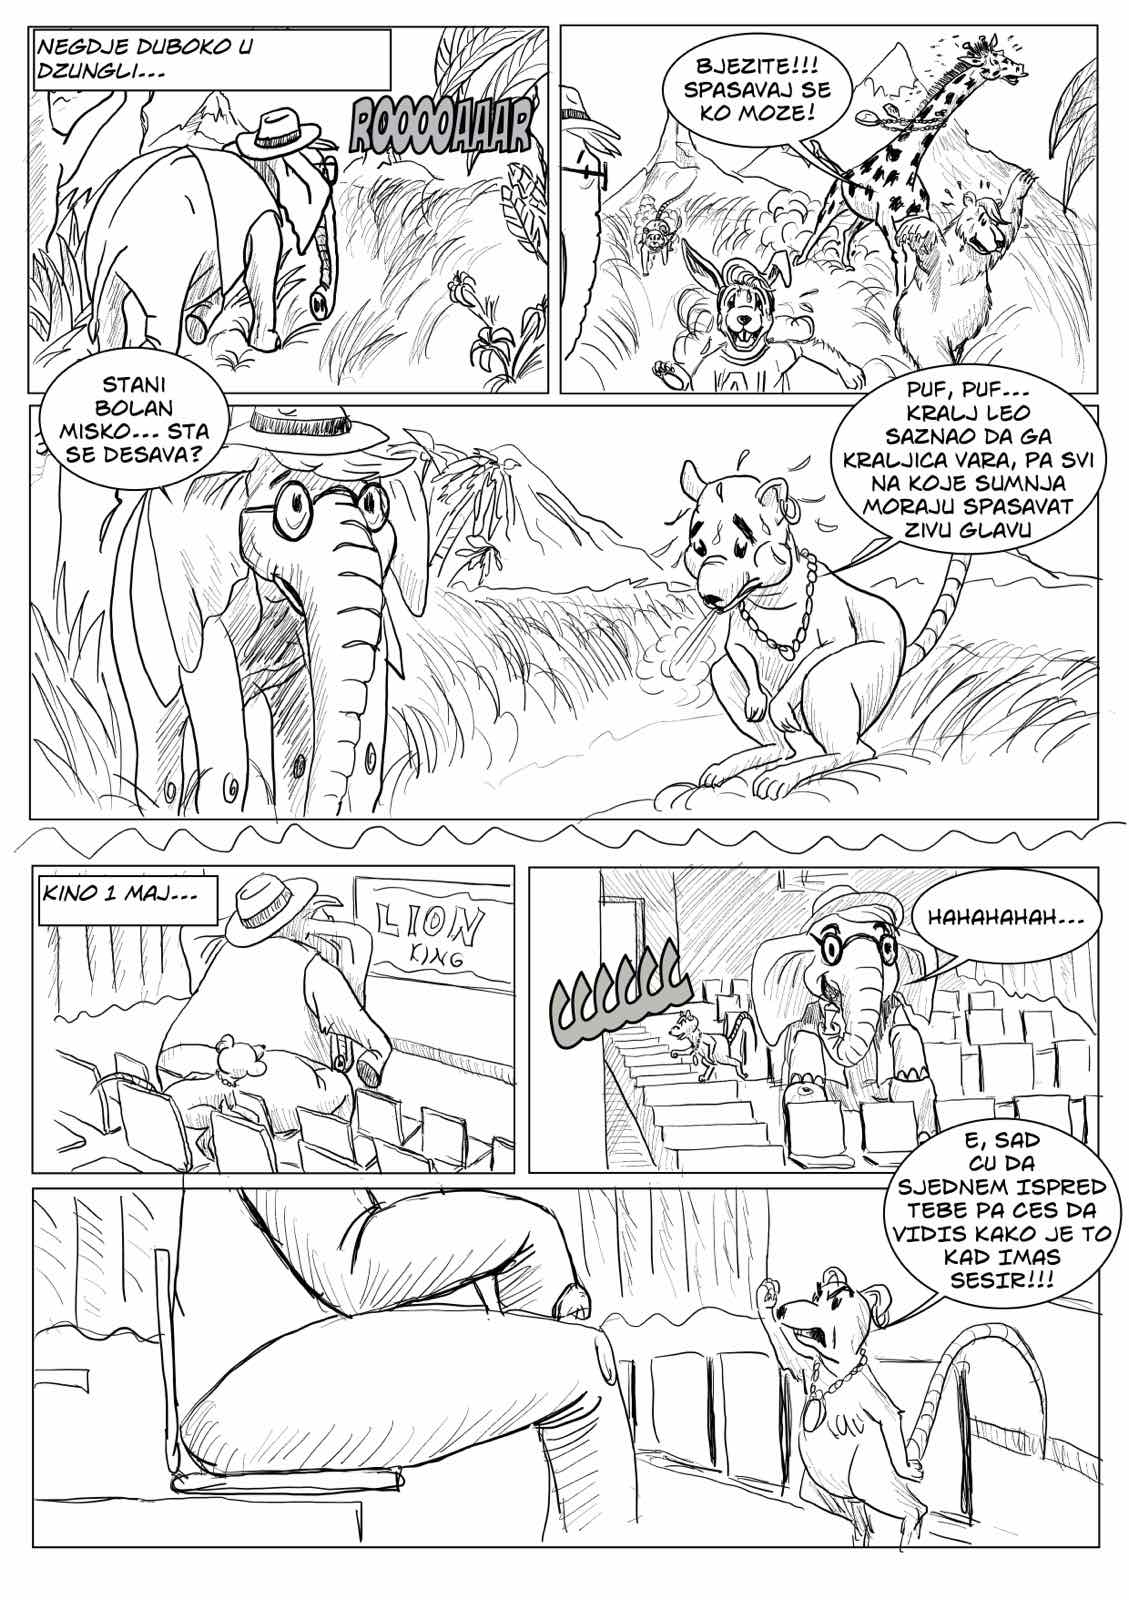 NEGDJE DUBOKO U
DZUNGLI...
ROOOOAAAR
BJEZITE!!!
SPASAVAJ SE
KO MOZE!
STANI
BOLAN
MISKO... STA
SE DESAVA?
PUF, PUF...
KRALJ LEO
SAZNAO DA GA
KRALJICA VARA, PA SVI
NA KOJE SUMNJA
MORAJU SPASAVAT
ZIVU GLAVU
KINO 1 MAJ...
LION
KING
HAHAHAHAH...
UUUUUU
E, SAD
CU DA
SJEDNEM ISPRED
TEBE PA CES DA
VIDIS KAKO JE TO
KAD IMAS
SESIR!!!